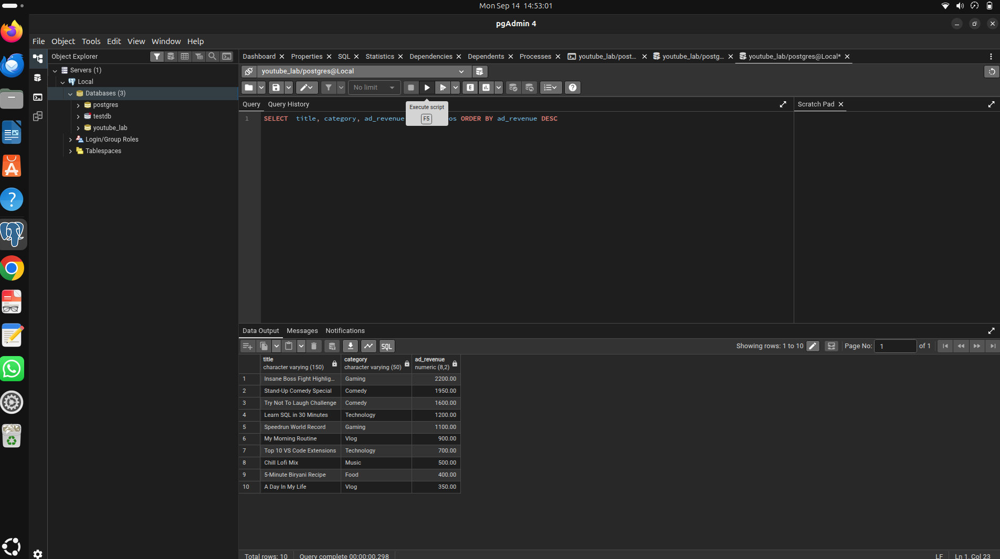 Mon Sep 14 14:53:01
pgAdmin 4
File Object Tools Edit View Window Help
Object Explorer
Servers (1)
Local
Databases (3)
postgres
testdb
youtube_lab
Login/Group Roles
Tablespaces
Dashboard Properties SQL Statistics Dependencies Dependents Processes youtube_lab/post... youtube_lab/postg... youtube_lab/postgres@Local*
youtube_lab/postgres@Local
No limit
E
Query Query History
Scratch Pad
Execute script
F5
1 SELECT title, category, ad_revenue os ORDER BY ad_revenue DESC
Data Output Messages Notifications
SQL
Showing rows: 1 to 10 Page No: 1 of 1
title category ad_revenue
character varying (150) character varying (50) numeric (8,2)
1 Insane Boss Fight Highlig... Gaming 2200.00
2 Stand-Up Comedy Special Comedy 1950.00
3 Try Not To Laugh Challenge Comedy 1600.00
4 Learn SQL in 30 Minutes Technology 1200.00
5 Speedrun World Record Gaming 1100.00
6 My Morning Routine Vlog 900.00
7 Top 10 VS Code Extensions Technology 700.00
8 Chill Lofi Mix Music 500.00
9 5-Minute Biryani Recipe Food 400.00
10 A Day In My Life Vlog 350.00
Total rows: 10 Query complete 00:00:00.298 LF Ln 1, Col 23